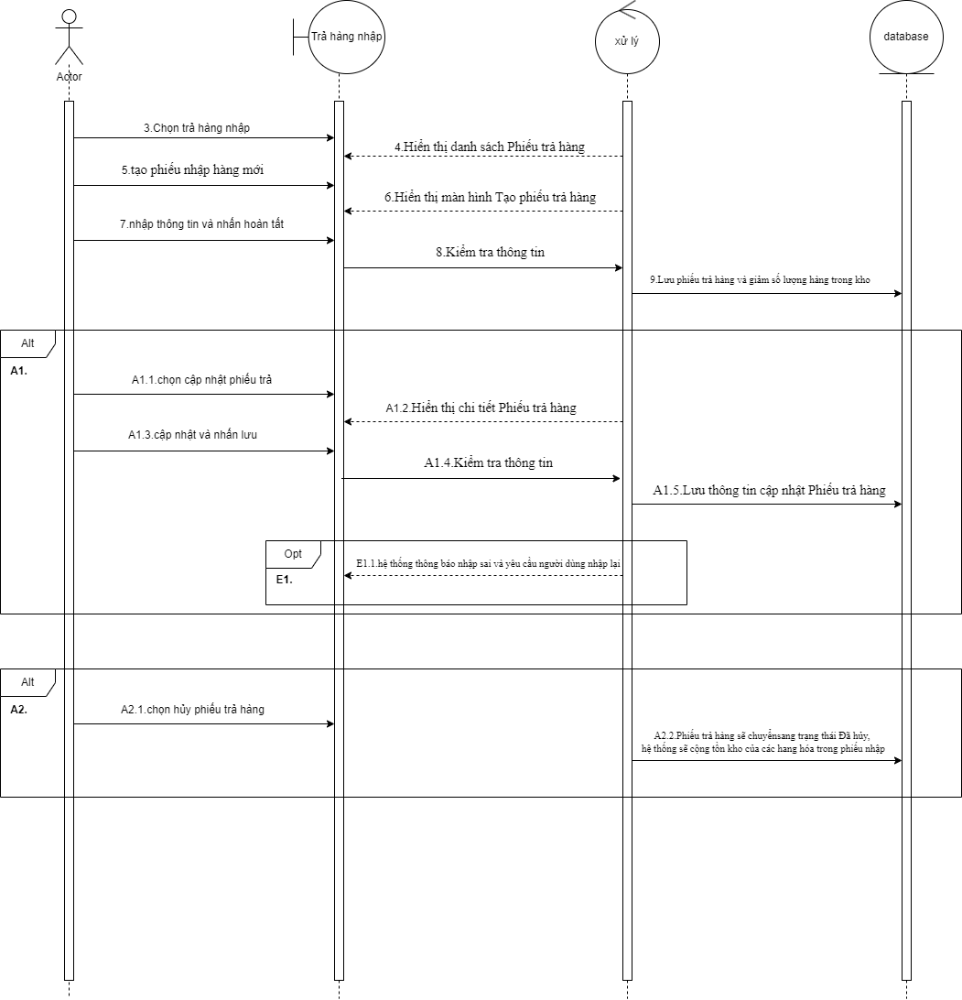 Actor
Trả hàng nhập
xử lý
database
3.Chọn trả hàng nhập
4.Hiển thị danh sách Phiếu trả hàng
5.tạo phiếu nhập hàng mới
6.Hiển thị màn hình Tạo phiếu trả hàng
7.nhập thông tin và nhấn hoàn tất
8.Kiểm tra thông tin
9.Lưu phiếu trả hàng và giảm số lượng hàng trong kho
Alt
A1.
A1.1.chọn cập nhật phiếu trả
A1.2.Hiển thị chi tiết Phiếu trả hàng
A1.3.cập nhật và nhấn lưu
A1.4.Kiểm tra thông tin
A1.5.Lưu thông tin cập nhật Phiếu trả hàng
Opt
E1.1.hệ thống thông báo nhập sai và yêu cầu người dùng nhập lại
E1.
Alt
A2.
A2.1.chọn hủy phiếu trả hàng
A2.2.Phiếu trả hàng sẽ chuyểnsang trạng thái Đã hủy,
hệ thống sẽ cộng tồn kho của các hang hóa trong phiếu nhập